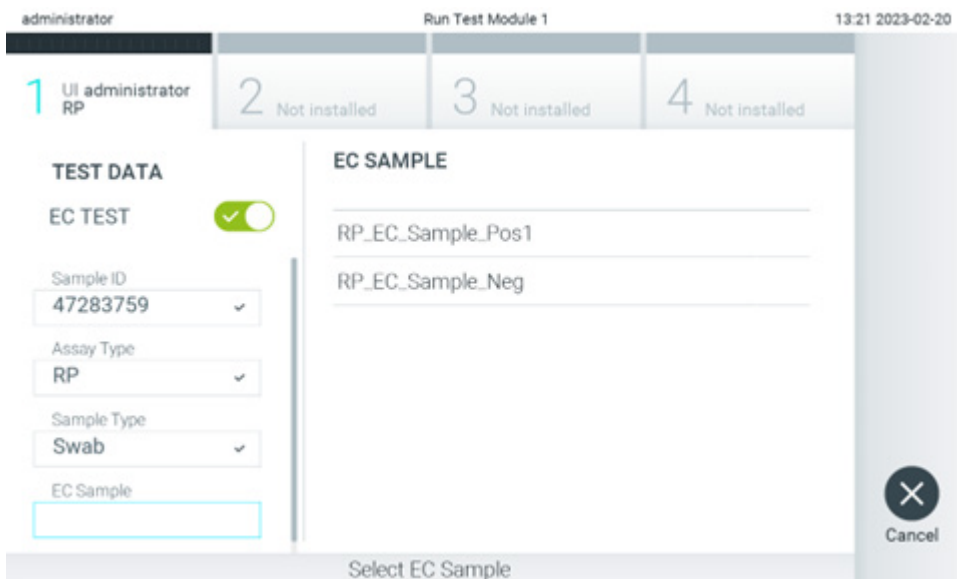 administrator Run Test Module 1 13:21 2023-02-20
1 UI administrator
RP
2 Not installed
3 Not installed
4 Not installed
TEST DATA
EC TEST
Sample ID
47283759
Assay Type
RP
Sample Type
Swab
EC Sample
EC SAMPLE
RP_EC_Sample_Pos1
RP_EC_Sample_Neg
Cancel
Select EC Sample